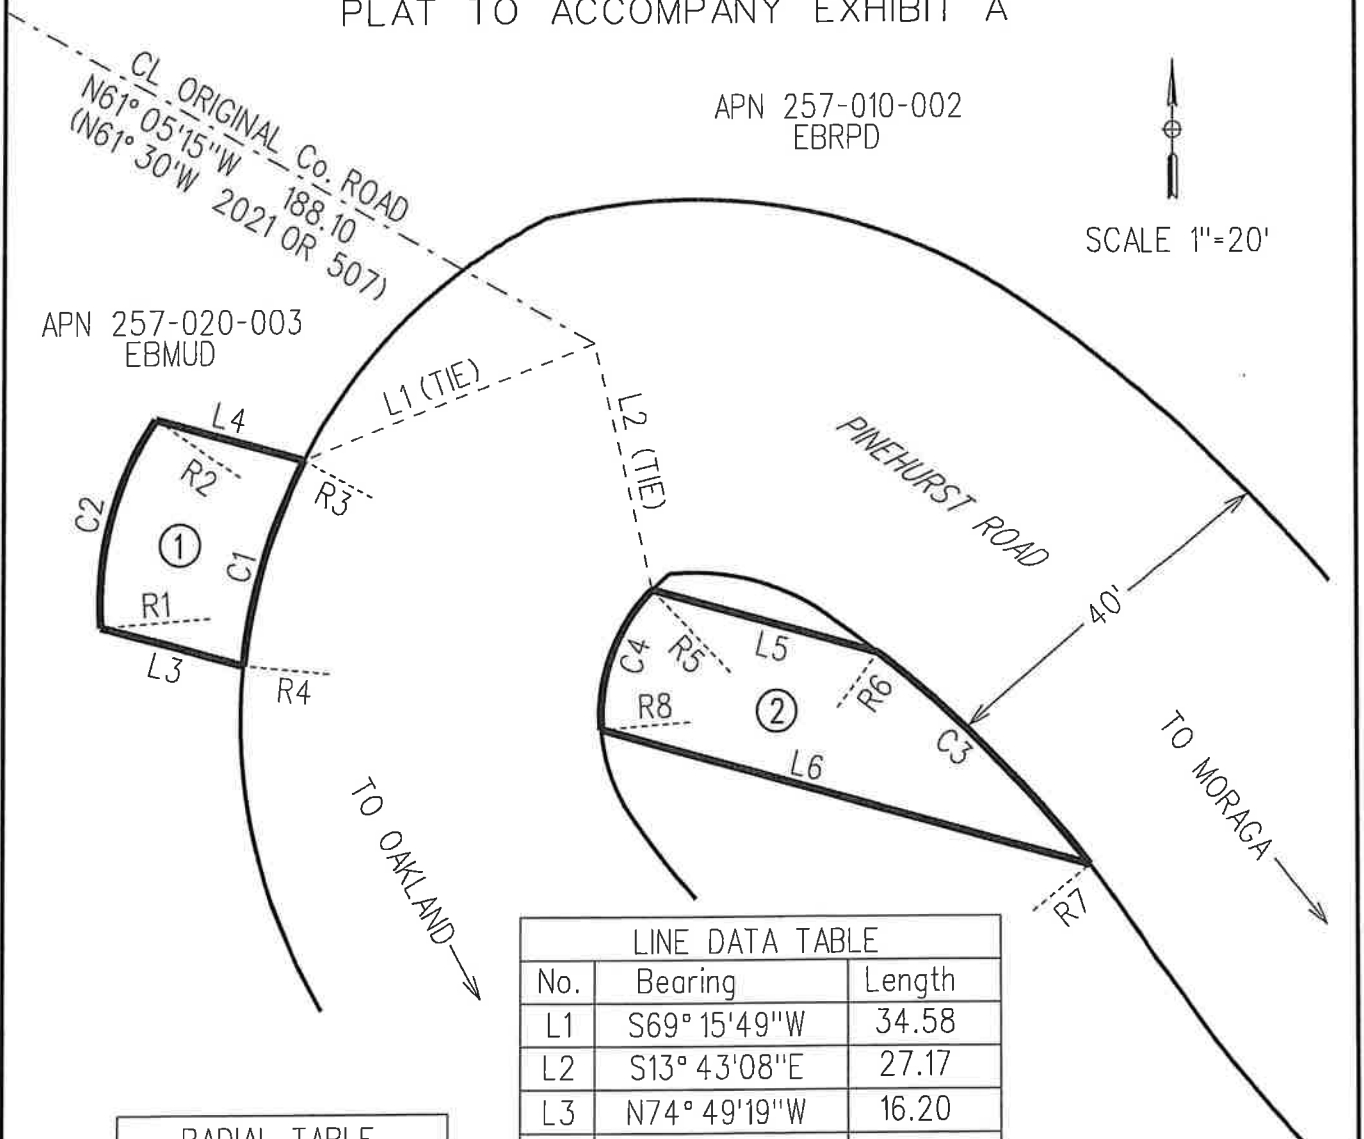 PLAT TO ACCOMPANY EXHIBIT A
CL ORIGINAL Co. ROAD
N61° 05'15"W 188.10
(N61° 30'W 2021 OR 507)
APN 257-010-002
EBRPD
SCALE 1"=20'
APN 257-020-003
EBMUD
L1 (TIE)
L2 (TIE)
L4
R2
R3
C2
1
C1
R1
L3
R4
PINEHURST ROAD
40'
C4
R5
L5
R6
R8
2
C3
L6
R7
TO OAKLAND
TO MORAGA
LINE DATA TABLE
No. Bearing Length
L1 S69° 15'49"W 34.58
L2 S13° 43'08"E 27.17
L3 N74° 49'19"W 16.20
RADIAL TABLE